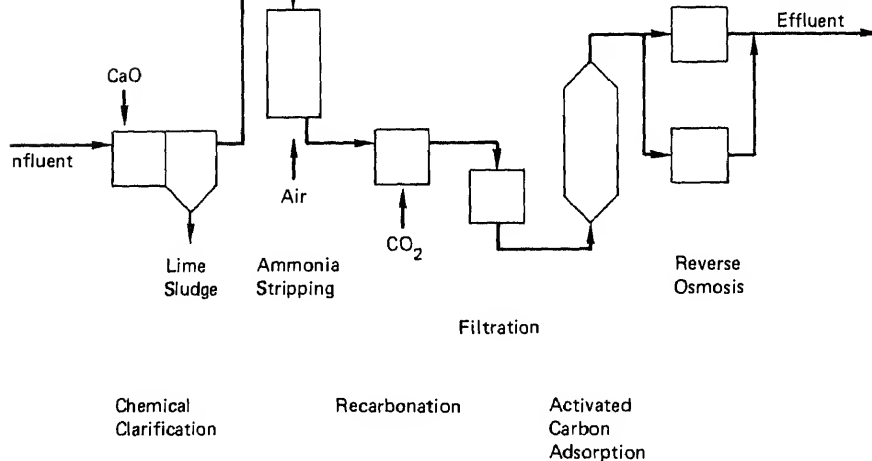 Effluent
CaO
nfluent
Air
CO2
Lime
Sludge
Ammonia
Stripping
Reverse
Osmosis
Filtration
Chemical
Clarification
Recarbonation
Activated
Carbon
Adsorption